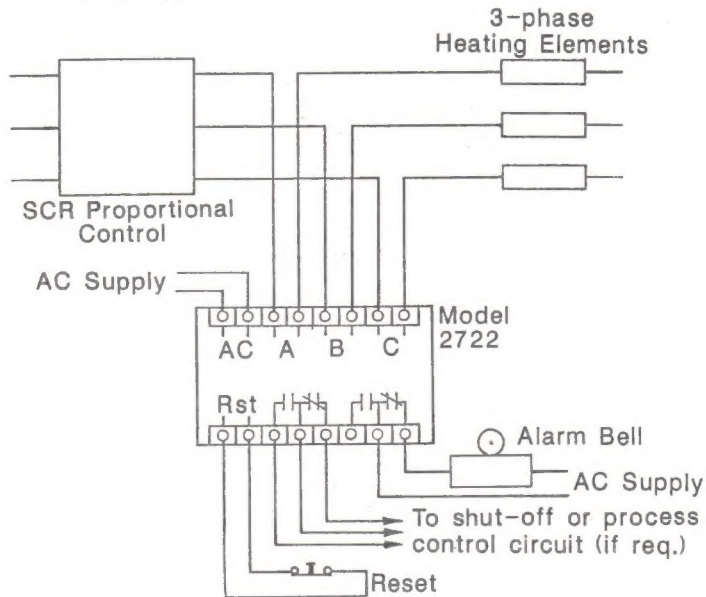 3-phase
Heating Elements
SCR Proportional
Control
AC Supply
Model
2722
AC A B C
Rst
Alarm Bell
AC Supply
To shut-off or process
control circuit (if req.)
Reset